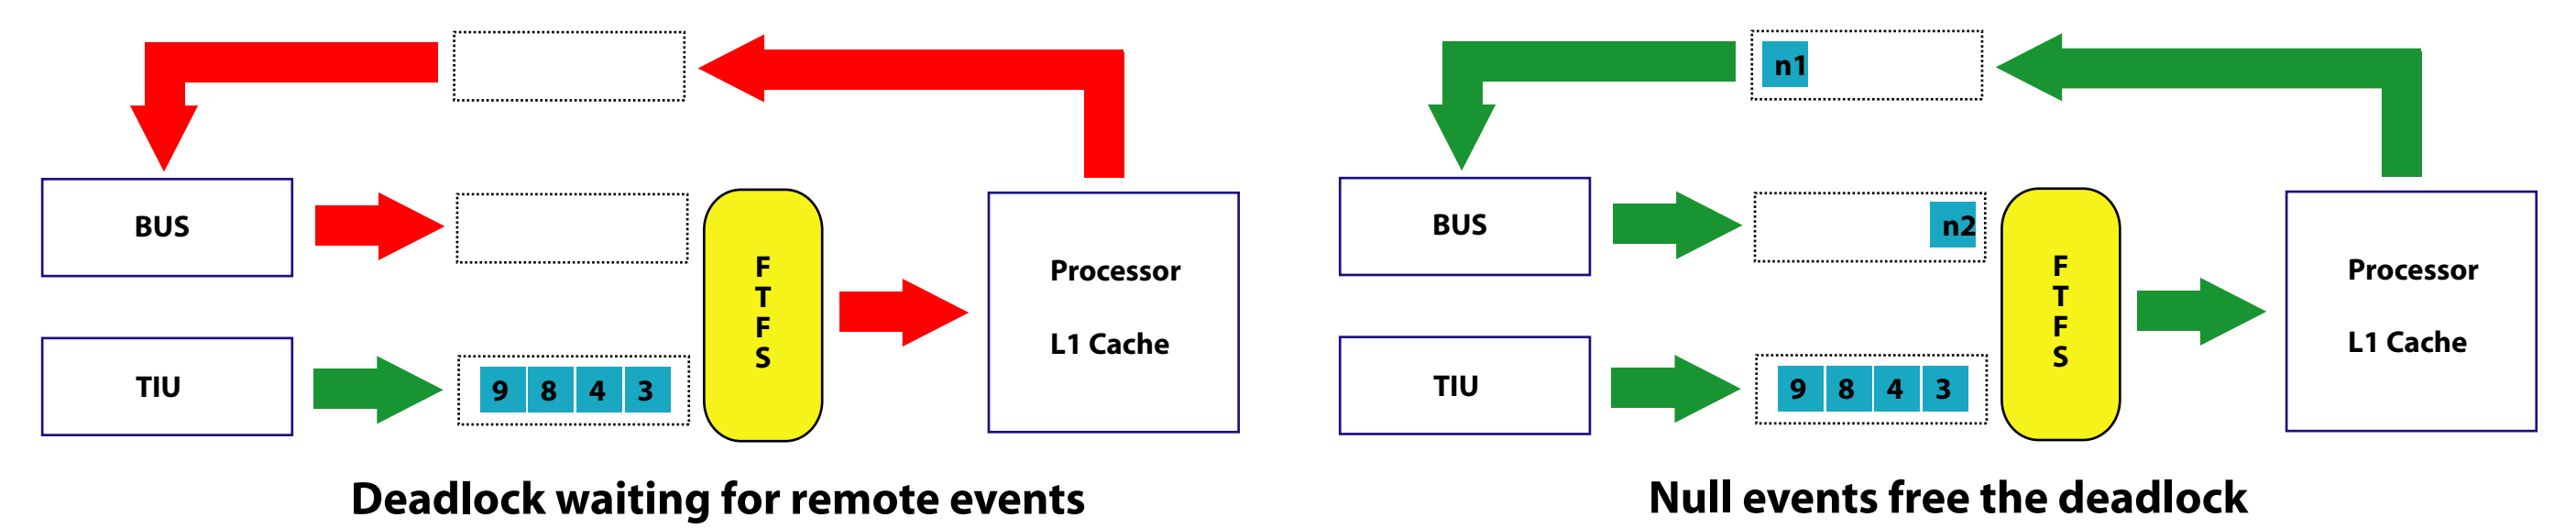 BUS
F
T
F
S
Processor
L1 Cache
TIU
9 8 4 3
Deadlock waiting for remote events
n1
BUS
n2
F
T
F
S
Processor
L1 Cache
TIU
9 8 4 3
Null events free the deadlock